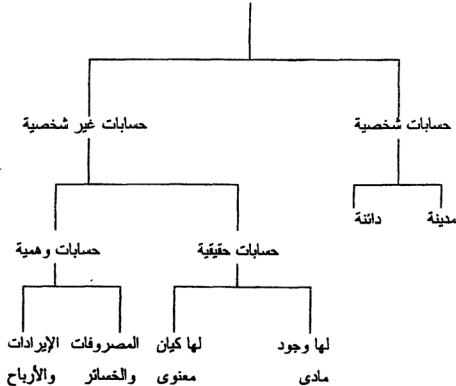 حسابات شخصية
حسابات غير شخصية
مدينة
دائنة
حسابات حقيقية
حسابات وهمية
لها وجود
مادى
لها كيان
معنوى
المصروفات
والخسائر
الإيرادات
والأرباح